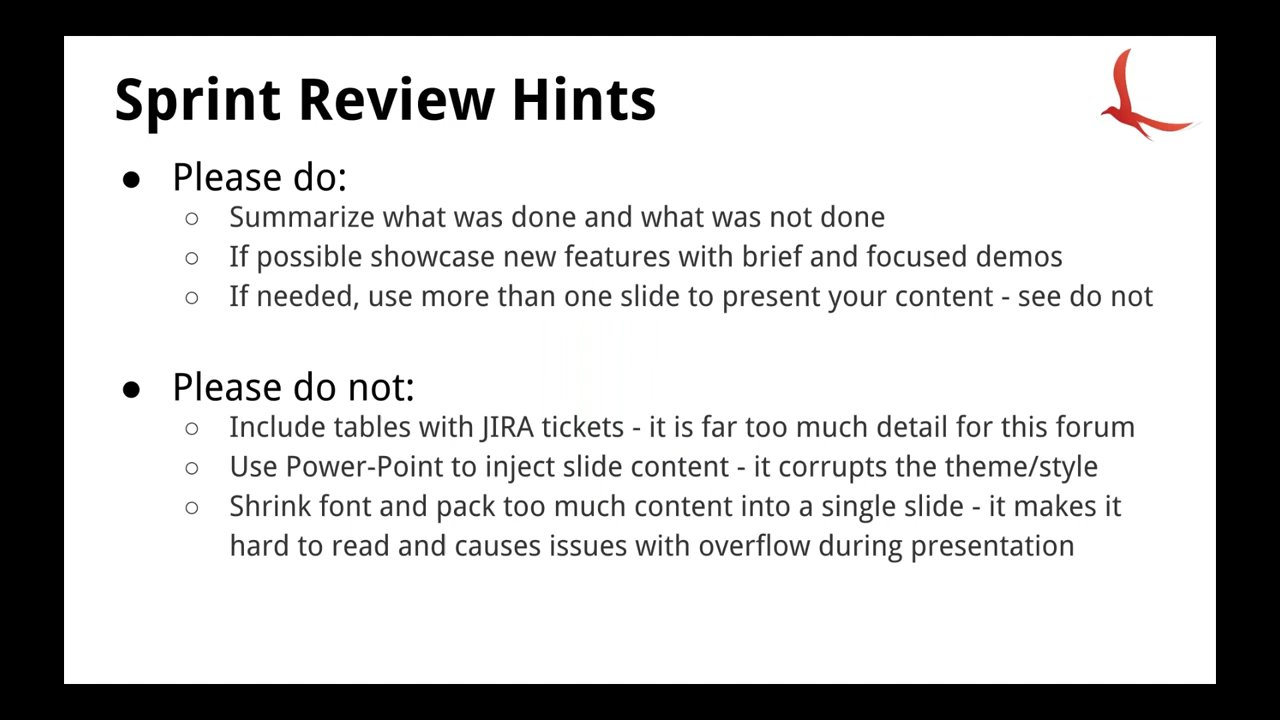 Sprint Review Hints
● Please do:
○ Summarize what was done and what was not done
○ If possible showcase new features with brief and focused demos
○ If needed, use more than one slide to present your content - see do not
● Please do not:
○ Include tables with JIRA tickets - it is far too much detail for this forum
○ Use Power-Point to inject slide content - it corrupts the theme/style
○ Shrink font and pack too much content into a single slide - it makes it
hard to read and causes issues with overflow during presentation